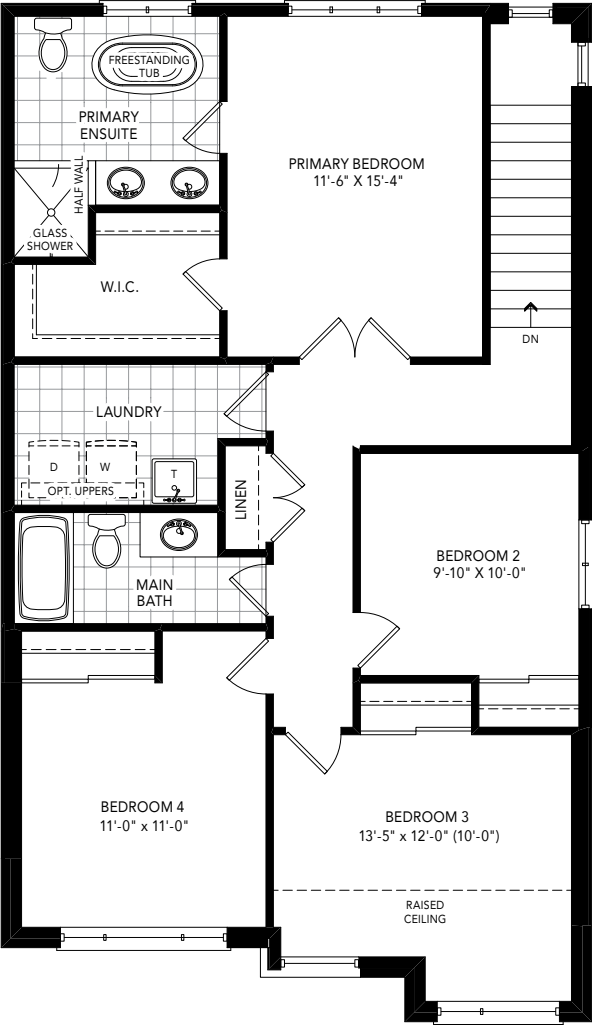 FREESTANDING
TUB
PRIMARY
ENSUITE
HALF WALL
GLASS
SHOWER
PRIMARY BEDROOM
11'-6" X 15'-4"
W.I.C.
DN
LAUNDRY
D
W
T
OPT. UPPERS
LINEN
MAIN
BATH
BEDROOM 2
9'-10" X 10'-0"
BEDROOM 4
11'-0" x 11'-0"
BEDROOM 3
13'-5" x 12'-0" (10'-0")
RAISED
CEILING